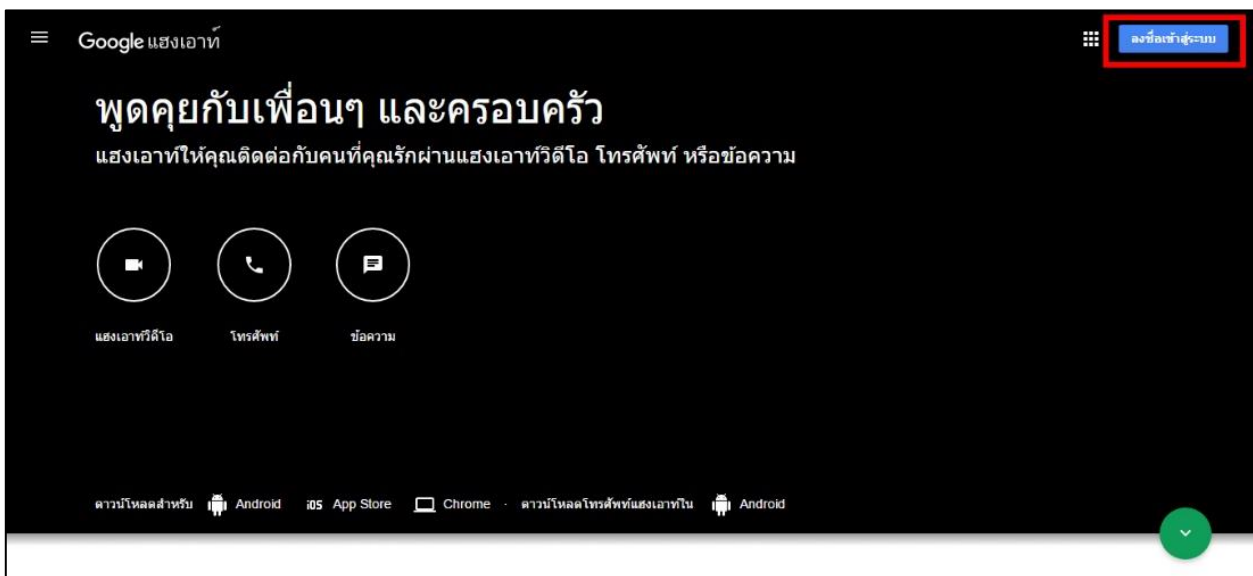 Google แฮงเอาท์
ลงชื่อเข้าสู่ระบบ
พูดคุยกับเพื่อนๆ และครอบครัว
แฮงเอาท์ให้คุณติดต่อกับคนที่คุณรักผ่านแฮงเอาท์วิดีโอ โทรศัพท์ หรือข้อความ
แฮงเอาท์วิดีโอ โทรศัพท์ ข้อความ
ดาวน์โหลดสำหรับ Android iOS App Store Chrome · ดาวน์โหลดโทรศัพท์แฮงเอาท์ใน Android